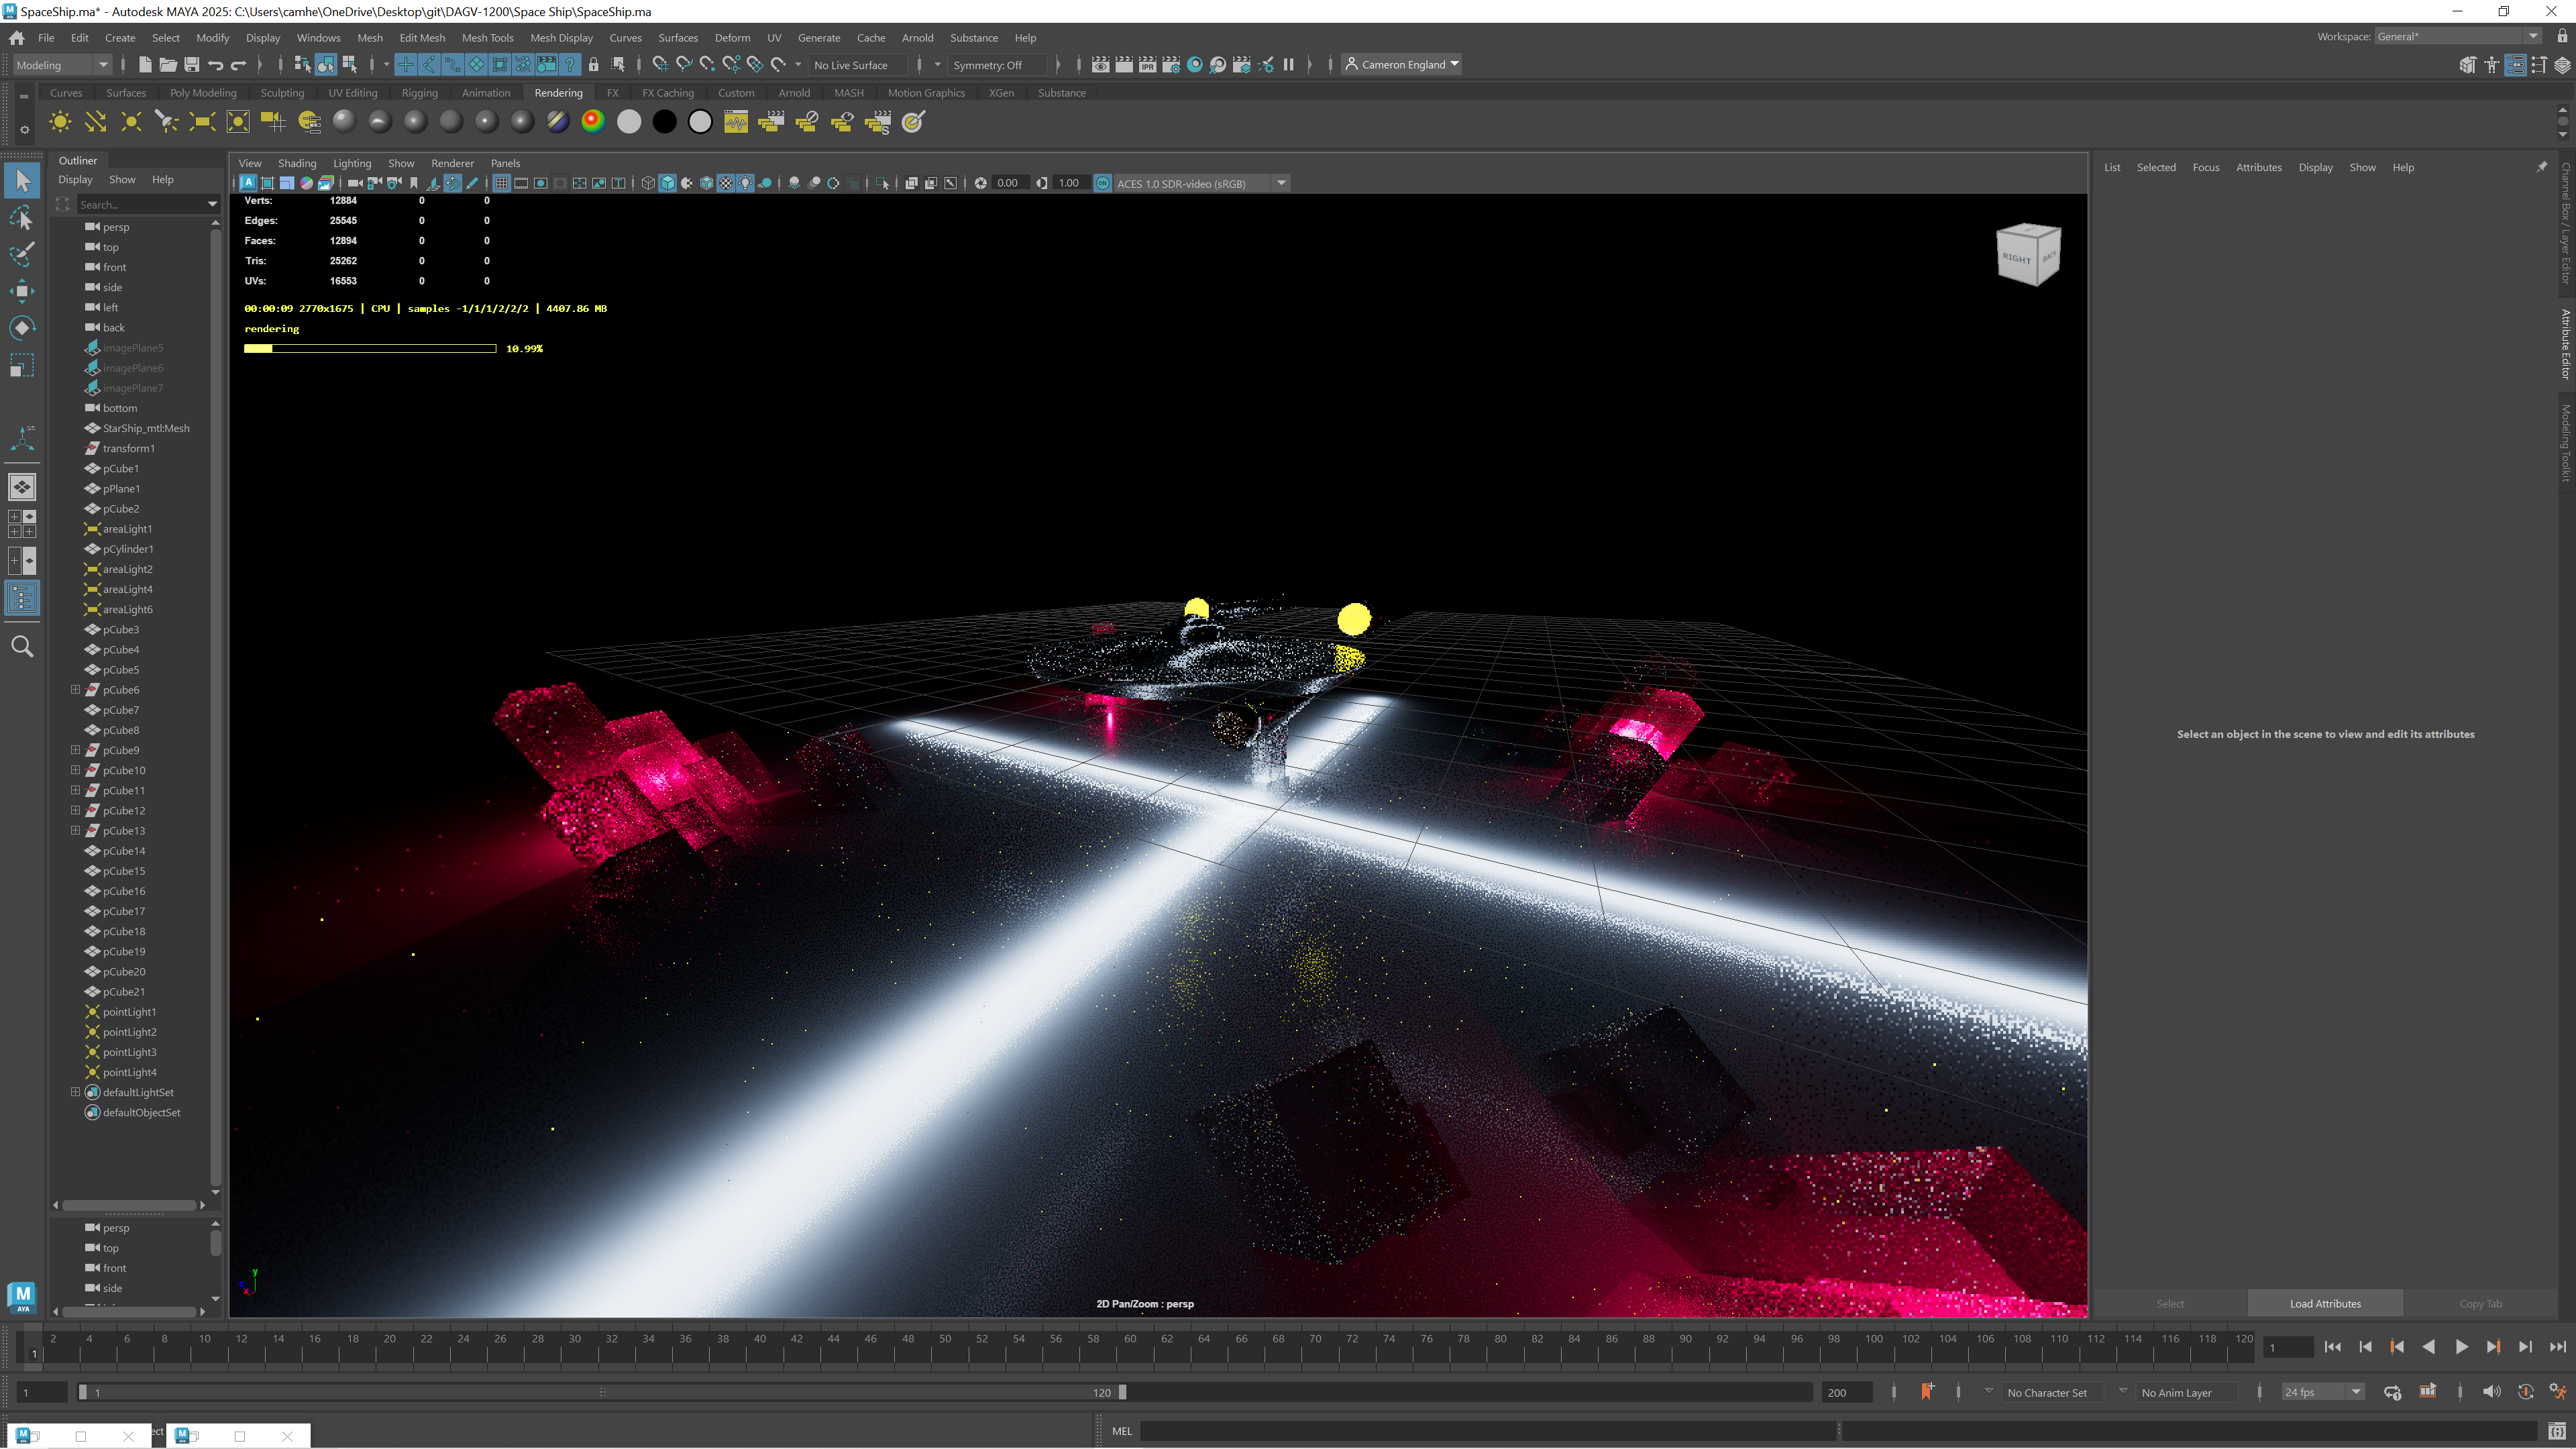 SpaceShip.ma* - Autodesk MAYA 2025: C:\Users\camhe\OneDrive\Desktop\git\DAGV-1200\Space Ship\SpaceShip.ma
File Edit Create Select Modify Display Windows Mesh Edit Mesh Mesh Tools Mesh Display Curves Surfaces Deform UV Generate Cache Arnold Substance Help
Workspace: General*
Modeling
No Live Surface
Symmetry: Off
IPR
Cameron England
Curves Surfaces Poly Modeling Sculpting UV Editing Rigging Animation Rendering FX FX Caching Custom Arnold MASH Motion Graphics XGen Substance
Outliner
Display Show Help
Search...
persp
top
front
side
left
back
imagePlane5
imagePlane6
imagePlane7
bottom
StarShip_mtl:Mesh
transform1
pCube1
pPlane1
pCube2
areaLight1
pCylinder1
areaLight2
areaLight4
areaLight6
pCube3
pCube4
pCube5
pCube6
pCube7
pCube8
pCube9
pCube10
pCube11
pCube12
pCube13
pCube14
pCube15
pCube16
pCube17
pCube18
pCube19
pCube20
pCube21
pointLight1
pointLight2
pointLight3
pointLight4
defaultLightSet
defaultObjectSet
persp
top
front
side
View Shading Lighting Show Renderer Panels
0.00
1.00
ACES 1.0 SDR-video (sRGB)
Verts: 12884 0 0
Edges: 25545 0 0
Faces: 12894 0 0
Tris: 25262 0 0
UVs: 16553 0 0
00:00:09 2770x1675 | CPU | samples -1/1/1/2/2/2 | 4407.86 MB
rendering
10.99%
RIGHT
BACK
2D Pan/Zoom : persp
y
x
List Selected Focus Attributes Display Show Help
Select an object in the scene to view and edit its attributes
Select
Load Attributes
Copy Tab
Channel Box / Layer Editor
Attribute Editor
Modeling Toolkit
M
AYA
2 4 6 8 10 12 14 16 18 20 22 24 26 28 30 32 34 36 38 40 42 44 46 48 50 52 54 56 58 60 62 64 66 68 70 72 74 76 78 80 82 84 86 88 90 92 94 96 98 100 102 104 106 108 110 112 114 116 118 120
1
1
1
1
120
200
No Character Set
No Anim Layer
24 fps
ect
MEL